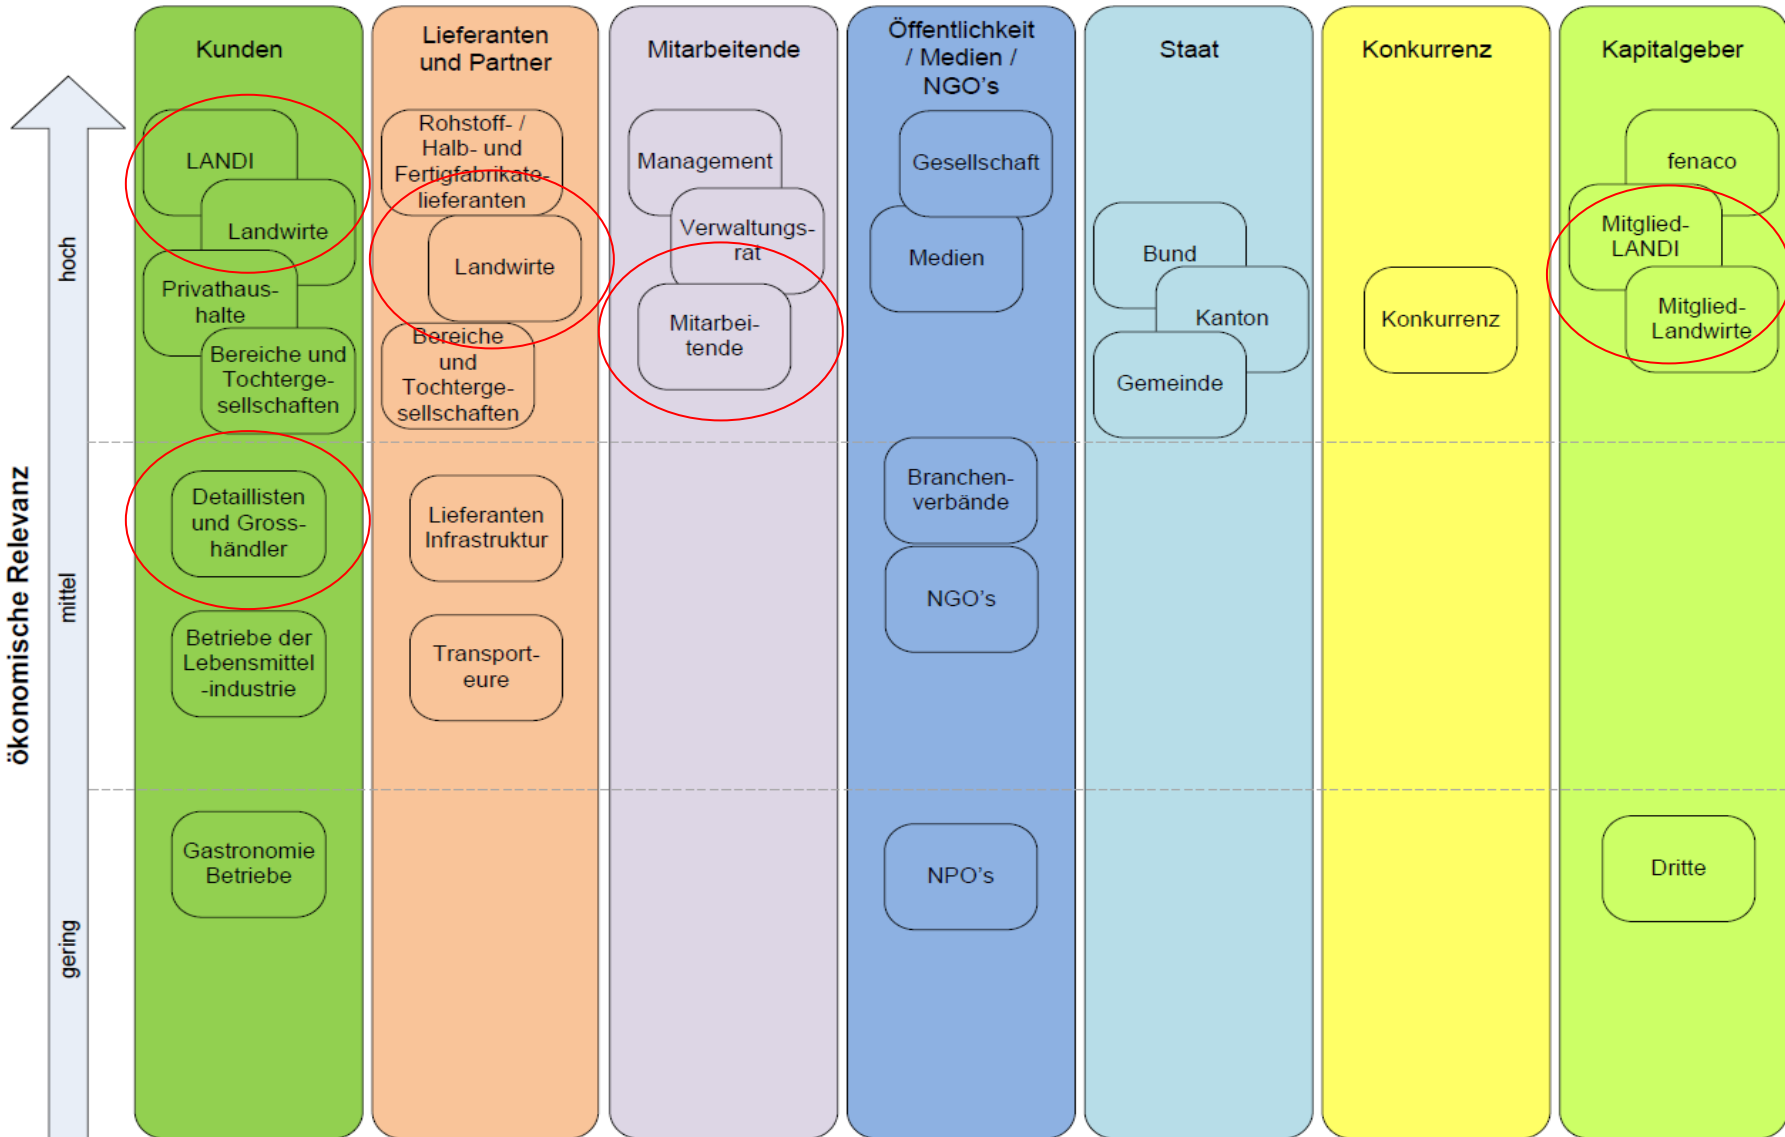 Kunden
Lieferanten
und Partner
Mitarbeitende
Öffentlichkeit
/ Medien /
NGO's
Staat
Konkurrenz
Kapitalgeber
ökonomische Relevanz
hoch
mittel
gering
LANDI
Landwirte
Privathaus-
halte
Bereiche und
Tochterge-
sellschaften
Detaillisten
und Gross-
händler
Betriebe der
Lebensmittel
-industrie
Gastronomie
Betriebe
Rohstoff- /
Halb- und
Fertigfabrikate-
lieferanten
Landwirte
Bereiche
und
Tochterge-
sellschaften
Lieferanten
Infrastruktur
Transport-
eure
Management
Verwaltungs-
rat
Mitarbei-
tende
Gesellschaft
Medien
Branchen-
verbände
NGO's
NPO's
Bund
Kanton
Gemeinde
Konkurrenz
fenaco
Mitglied-
LANDI
Mitglied-
Landwirte
Dritte